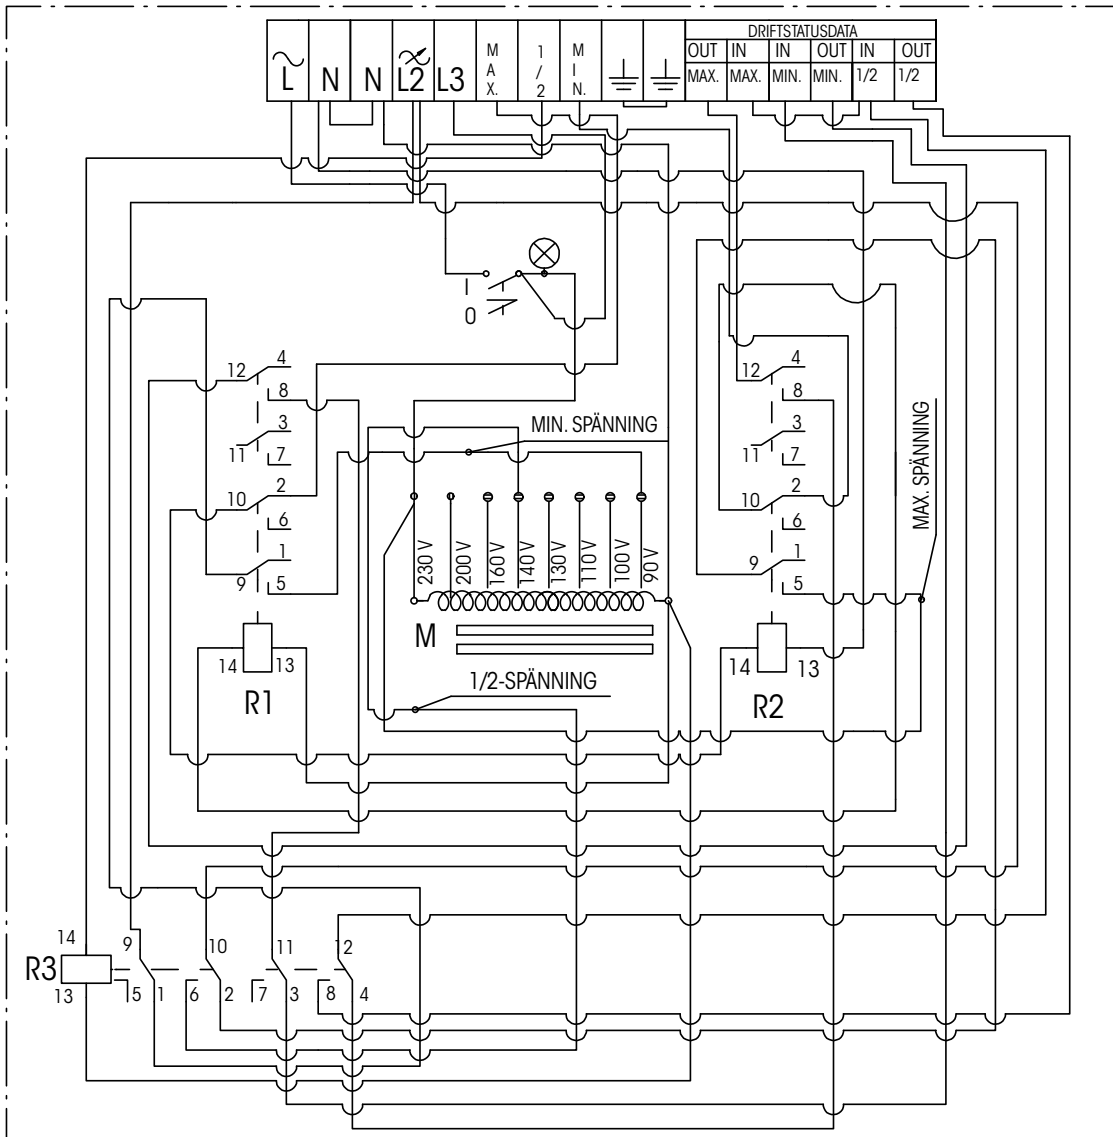 DRIFTSTATUSDATA
OUT IN IN OUT IN OUT
L N N L2 L3 MAX. 1/2 MIN. MAX. MAX. MIN. MIN. 1/2 1/2
I
0
12 4
8
3
11 7
10 2
6
1
9 5
14 13
R1
MIN. SPÄNNING
230 V 200 V 160 V 140 V 130 V 110 V 100 V 90 V
M
1/2-SPÄNNING
12 4
8
3
11 7
10 2
6
1
9 5
14 13
R2
MAX. SPÄNNING
14 9 10 11 12
R3
13 5 1 6 2 7 3 8 4